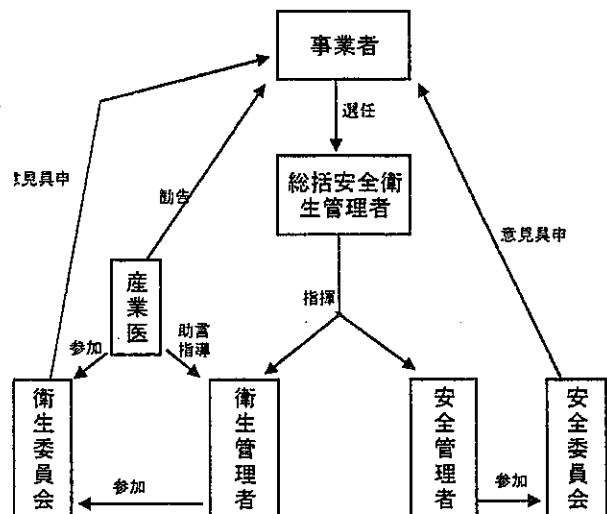 事業者
選任
総括安全衛
生管理者
意見具申
勧告
意見具申
産業医
指揮
参加
助言
指導
衛生委員会
衛生管理者
安全管理者
安全委員会
参加
参加